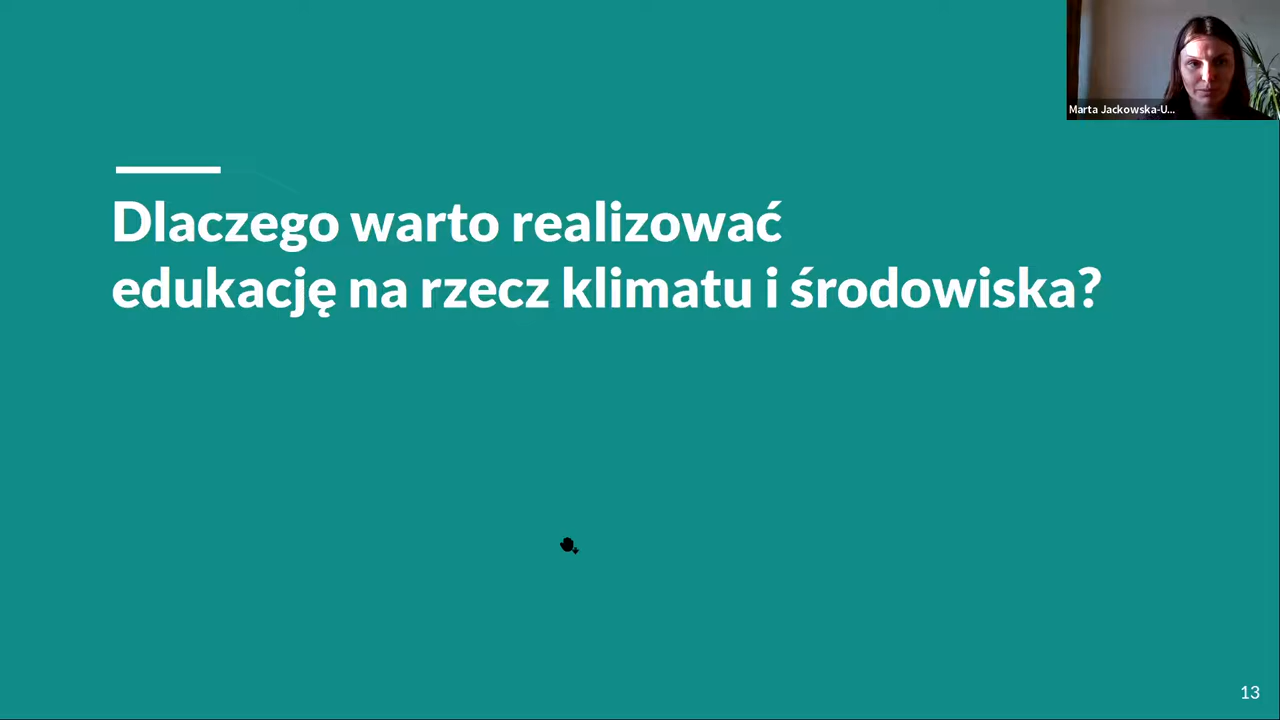 Marta Jackowska-U...
Dlaczego warto realizować
edukację na rzecz klimatu i środowiska?
13